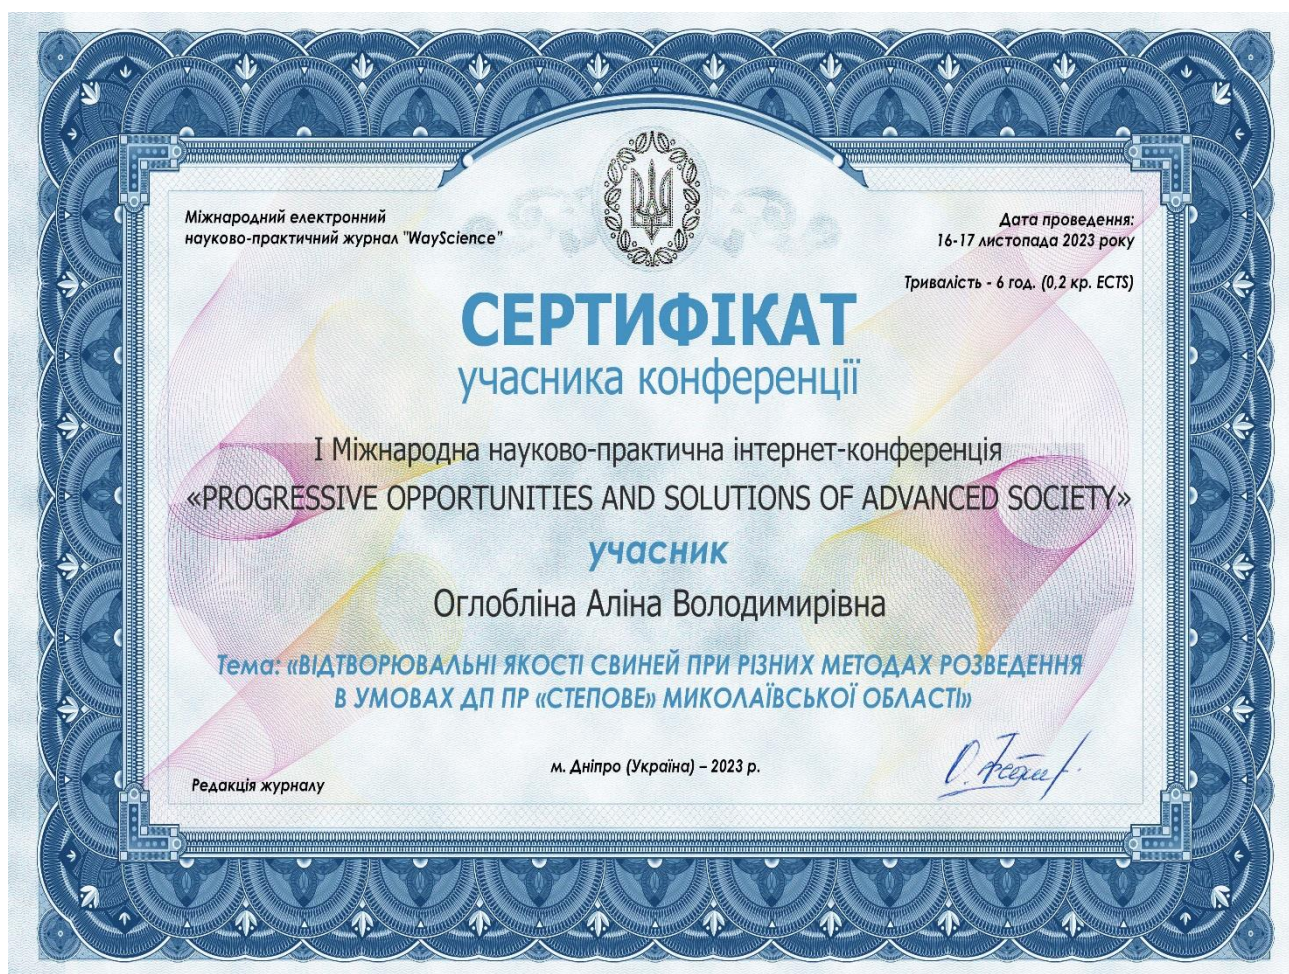 Міжнародний електронний
науково-практичний журнал "WayScience"
Дата проведення:
16-17 листопада 2023 року
Тривалість - 6 год. (0,2 кр. ECTS)
СЕРТИФІКАТ
учасника конференції
І Міжнародна науково-практична інтернет-конференція
«PROGRESSIVE OPPORTUNITIES AND SOLUTIONS OF ADVANCED SOCIETY»
учасник
Оглобліна Аліна Володимирівна
Тема: «ВІДТВОРЮВАЛЬНІ ЯКОСТІ СВИНЕЙ ПРИ РІЗНИХ МЕТОДАХ РОЗВЕДЕННЯ
В УМОВАХ ДП ПР «СТЕПОВЕ» МИКОЛАЇВСЬКОЇ ОБЛАСТІ»
м. Дніпро (Україна) – 2023 р.
Редакція журналу